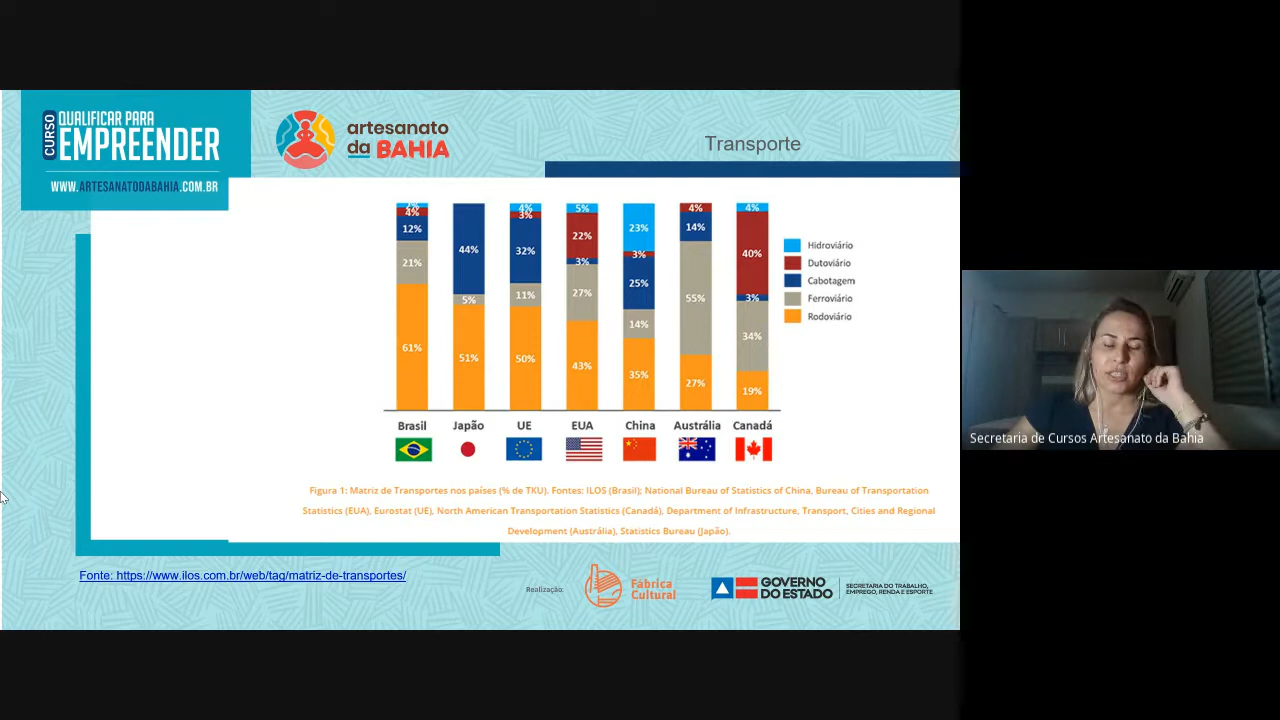 CURSO
QUALIFICAR PARA
EMPREENDER
WWW.ARTESANATODABAHIA.COM.BR
artesanato
da BAHIA
Transporte
2% 4% 5% 4% 4%
4% 3% 22% 23% 14% 40%
12% 44% 32% 3% 3% 3%
21% 5% 11% 27% 25% 55% 34%
61% 51% 50% 43% 14% 27% 19%
35%
Hidroviário
Dutoviário
Cabotagem
Ferroviário
Rodoviário
Brasil Japão UE EUA China Austrália Canadá
Figura 1: Matriz de Transportes nos países (% de TKU). Fontes: ILOS (Brasil); National Bureau of Statistics of China, Bureau of Transportation
Statistics (EUA), Eurostat (UE), North American Transportation Statistics (Canadá), Department of Infrastructure, Transport, Cities and Regional
Development (Austrália), Statistics Bureau (Japão).
Fonte: https://www.ilos.com.br/web/tag/matriz-de-transportes/
Realização:
Fábrica
Cultural
GOVERNO
DO ESTADO
SECRETARIA DO TRABALHO,
EMPREGO, RENDA E ESPORTE
Secretaria de Cursos Artesanato da Bahia